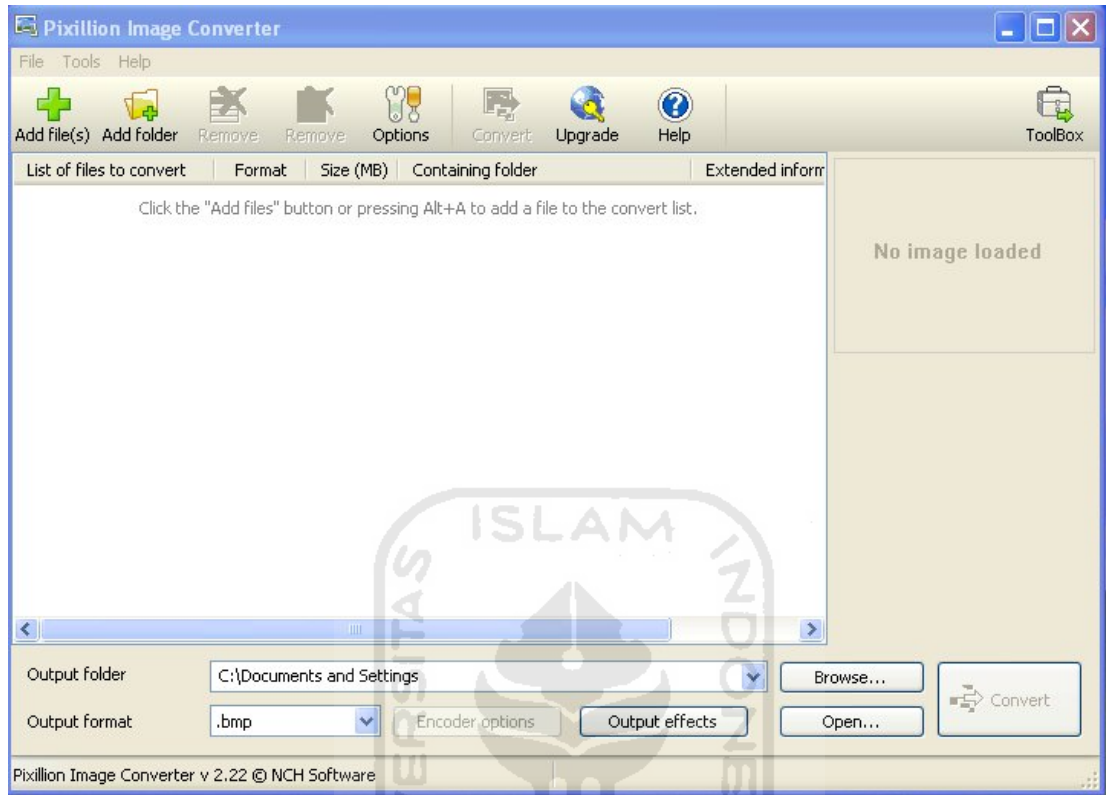 Pixillion Image Converter
File Tools Help
Add file(s) Add folder Remove Remove Options Convert Upgrade Help ToolBox
List of files to convert Format Size (MB) Containing folder Extended inform
Click the "Add files" button or pressing Alt+A to add a file to the convert list.
No image loaded
ISLAM
INDONE
VERSITAS
Output folder C:\Documents and Settings Browse...
Convert
Output format .bmp Encoder options Output effects Open...
Pixillion Image Converter v 2.22 © NCH Software